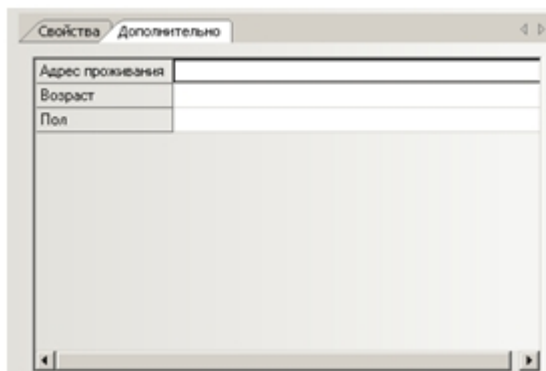 Свойства Дополнительно
Адрес проживания
Возраст
Пол